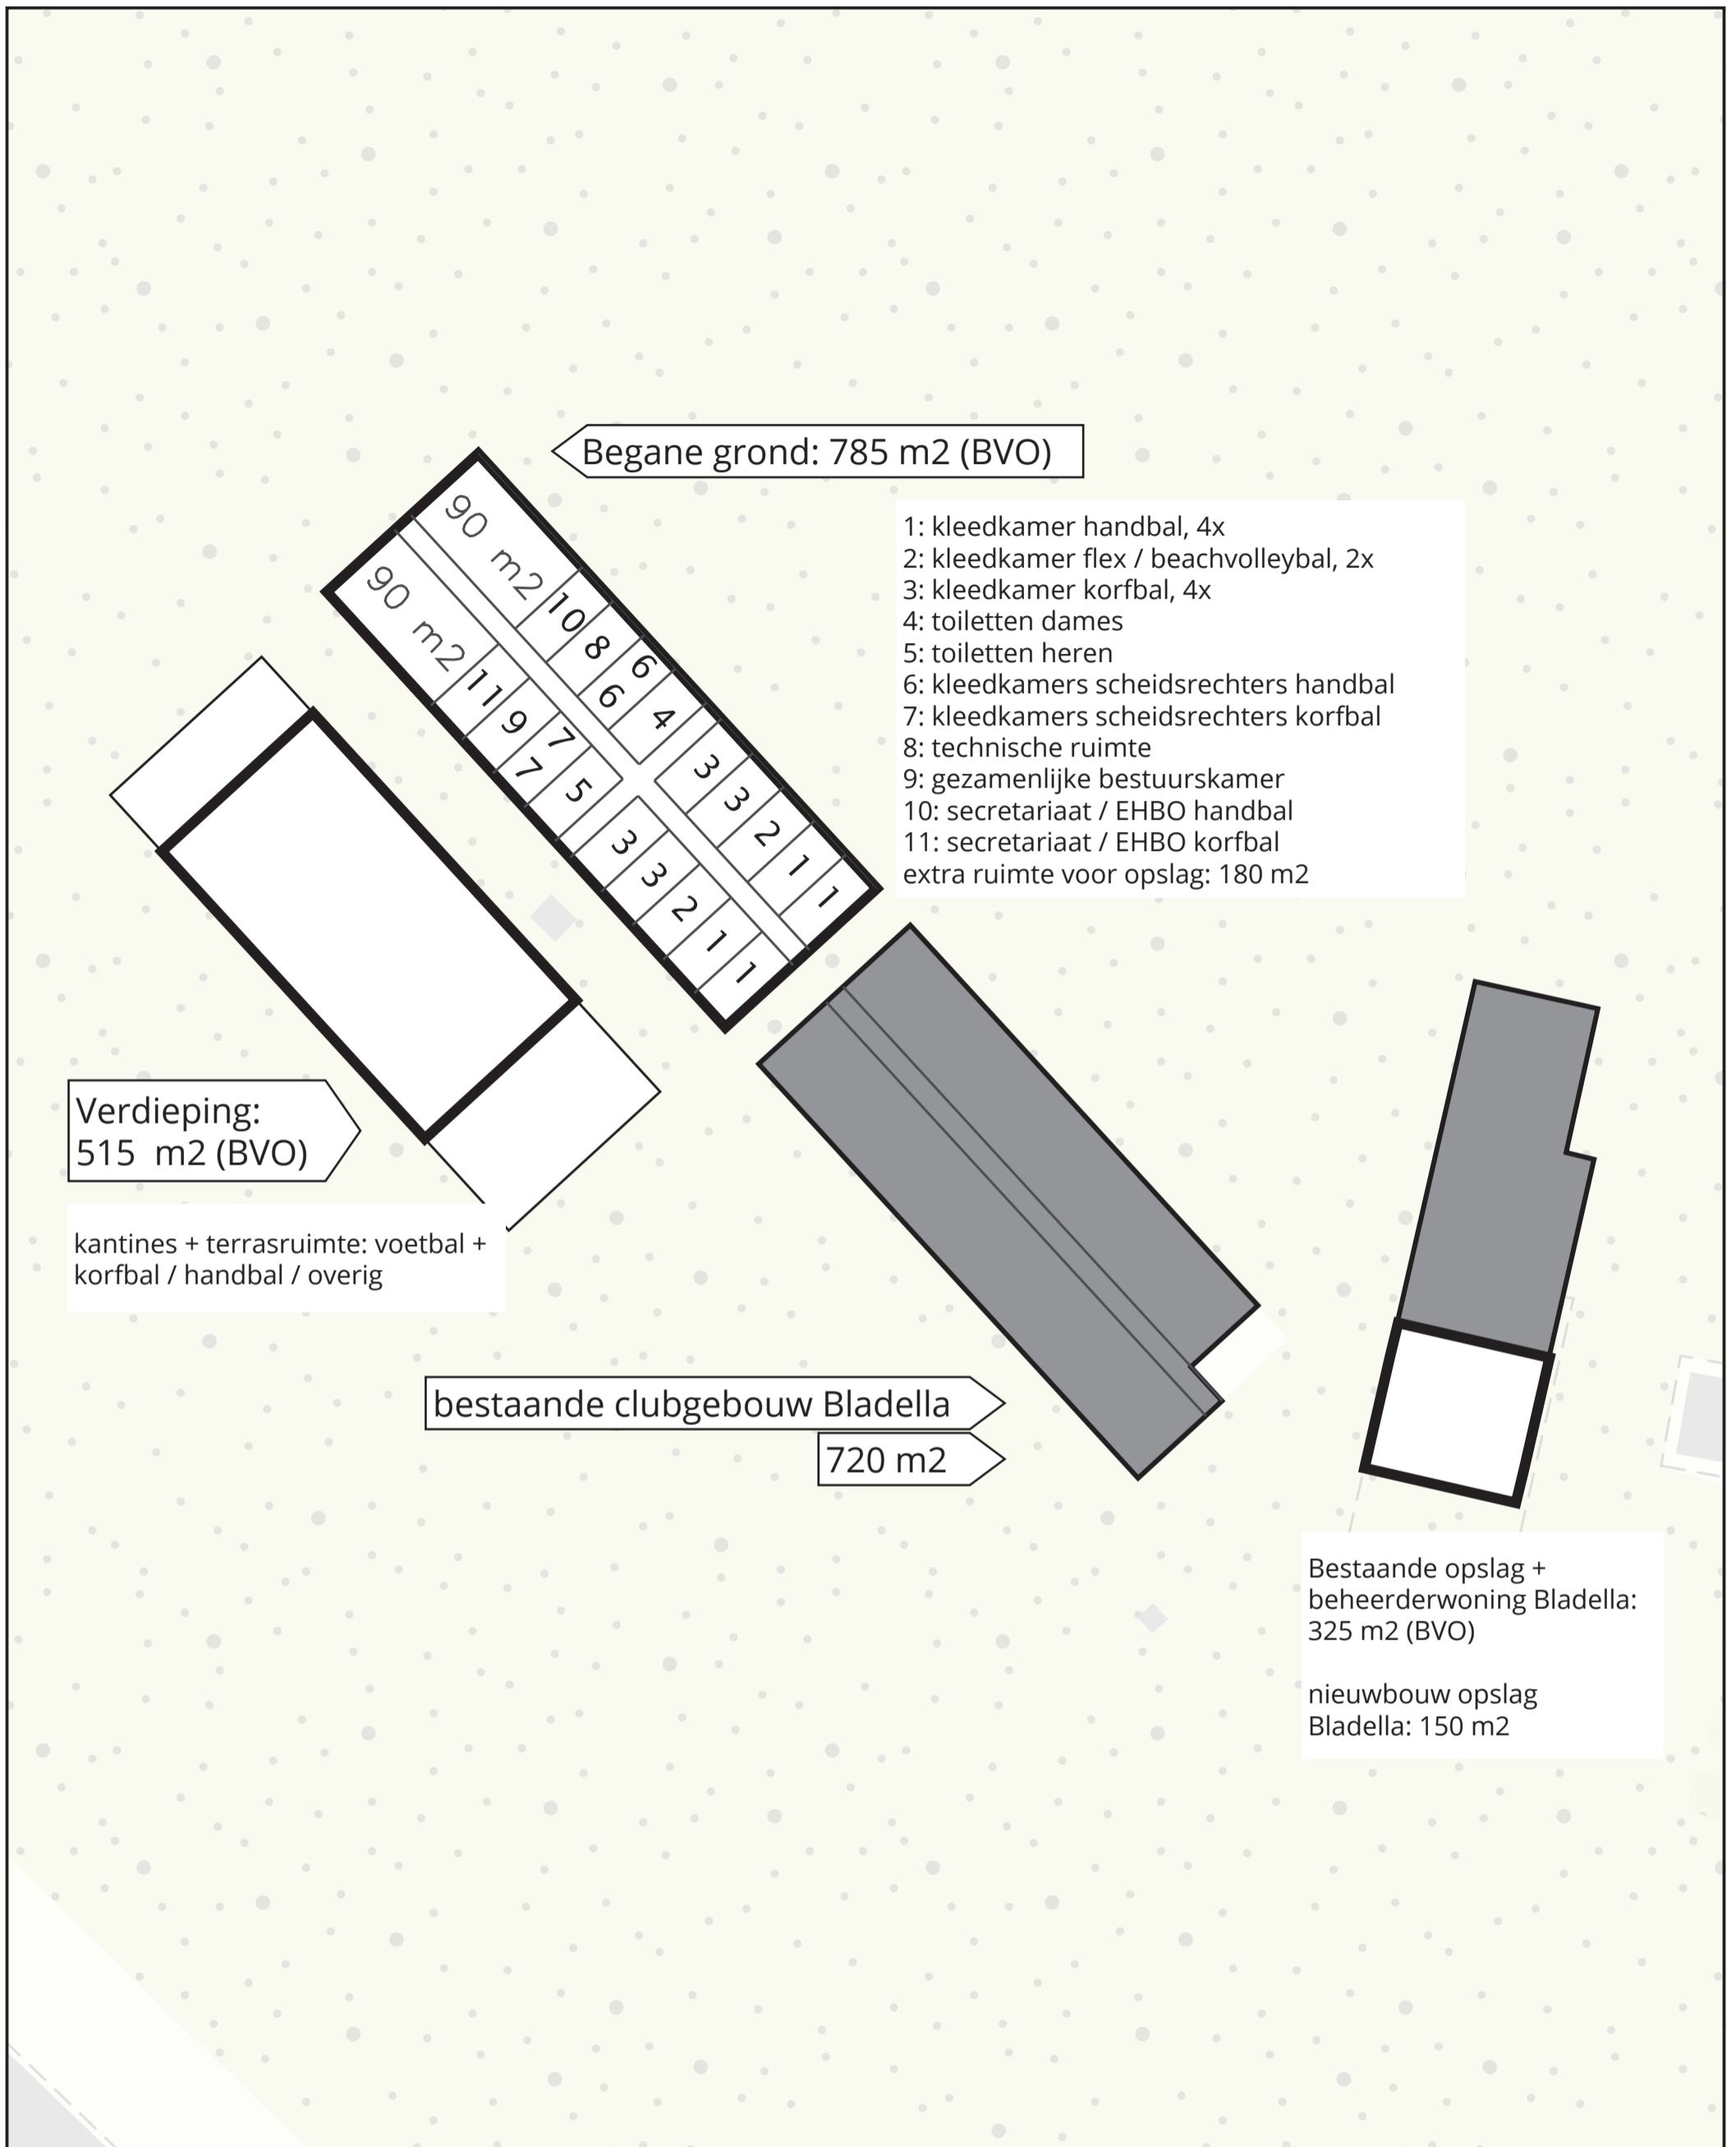 Begane grond: 785 m2 (BVO)
90 m2
10
8
6
6
4
3
3
2
1
1
90 m2
11
9
7
7
5
3
3
2
1
1
1: kleedkamer handbal, 4x
2: kleedkamer flex / beachvolleybal, 2x
3: kleedkamer korfbal, 4x
4: toiletten dames
5: toiletten heren
6: kleedkamers scheidsrechters handbal
7: kleedkamers scheidsrechters korfbal
8: technische ruimte
9: gezamenlijke bestuurskamer
10: secretariaat / EHBO handbal
11: secretariaat / EHBO korfbal
extra ruimte voor opslag: 180 m2
Verdieping:
515 m2 (BVO)
kantines + terrasruimte: voetbal +
korfbal / handbal / overig
bestaande clubgebouw Bladella
720 m2
Bestaande opslag +
beheerderwoning Bladella:
325 m2 (BVO)
nieuwbouw opslag
Bladella: 150 m2